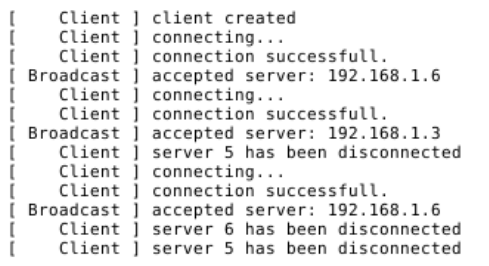 [    Client ] client created
[    Client ] connecting...
[    Client ] connection successfull.
[ Broadcast ] accepted server: 192.168.1.6
[    Client ] connecting...
[    Client ] connection successfull.
[ Broadcast ] accepted server: 192.168.1.3
[    Client ] server 5 has been disconnected
[    Client ] connecting...
[    Client ] connection successfull.
[ Broadcast ] accepted server: 192.168.1.6
[    Client ] server 6 has been disconnected
[    Client ] server 5 has been disconnected